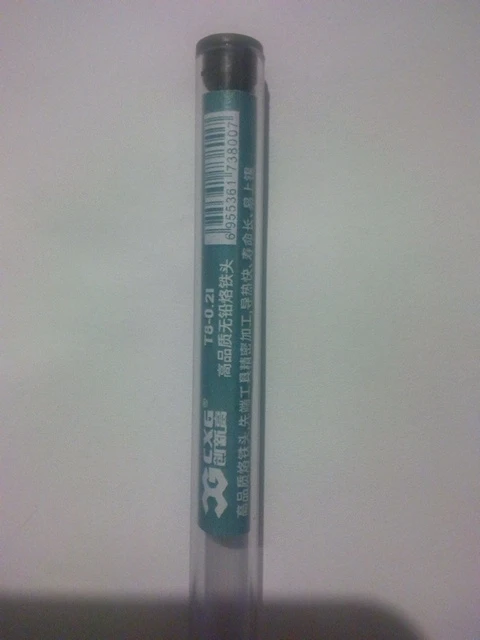 CXG®
创新高
T8-0.2I
高品质无铅烙铁头
6955361738007
高品质烙铁头,先端工具精密加工,导热快、寿命长、易上锡